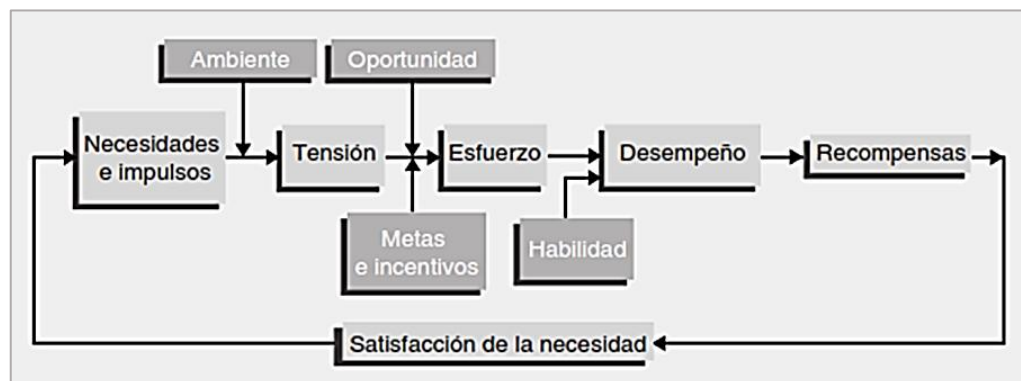 Ambiente
Oportunidad
Necesidades
e impulsos
Tensión
Esfuerzo
Desempeño
Recompensas
Metas
e incentivos
Habilidad
Satisfacción de la necesidad